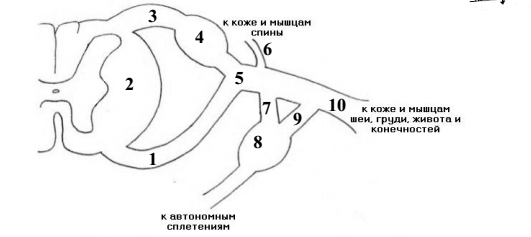 3
4
к коже и мышцам
спины
6
2
5
7
9
10
к коже и мышцам
шеи, груди, живота и
конечностей
1
8
к автономным
сплетениям